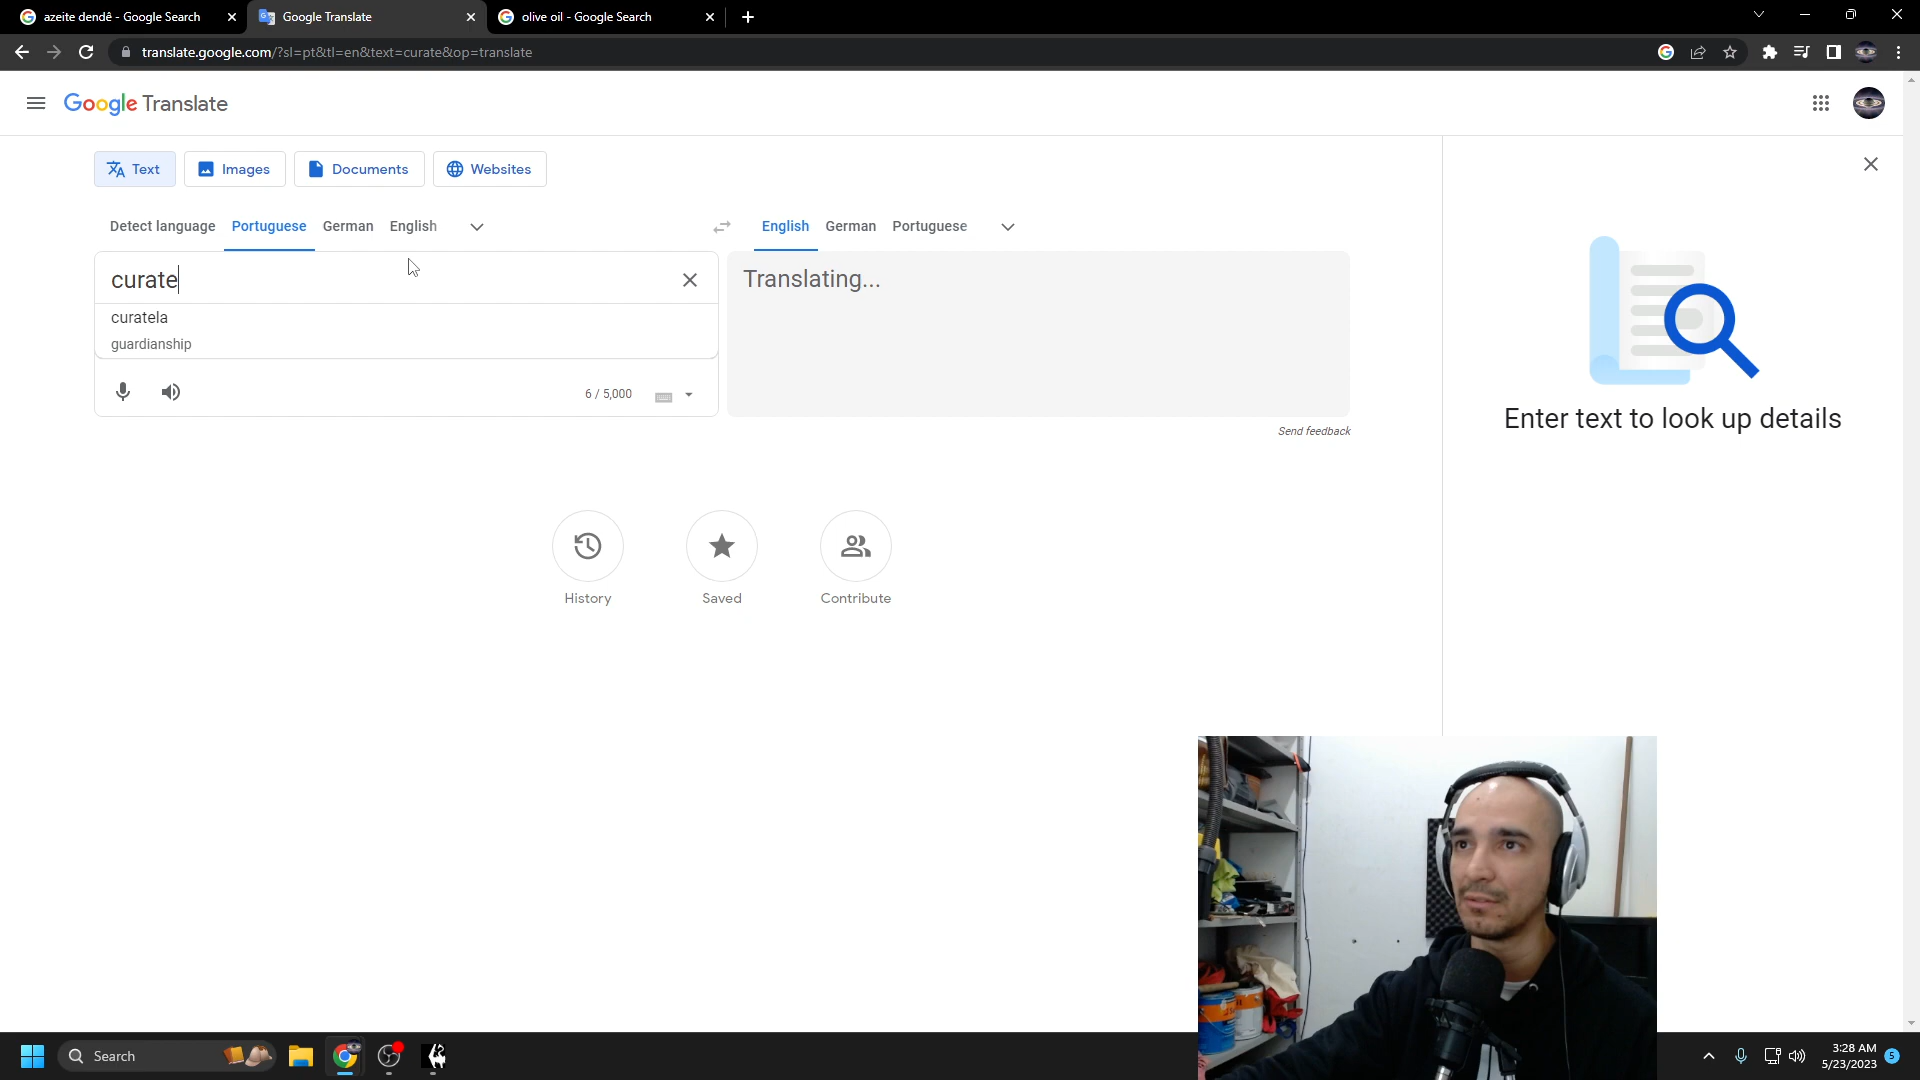 azeite dendê - Google Search
Google Translate
olive oil - Google Search
translate.google.com/?sl=pt&tl=en&text=curate&op=translate
Google Translate
Text
Images
Documents
Websites
Detect language
Portuguese
German
English
English
German
Portuguese
curate
Translating...
curatela
guardianship
6 / 5,000
Send feedback
Enter text to look up details
History
Saved
Contribute
Search
3:28 AM
5/23/2023
5